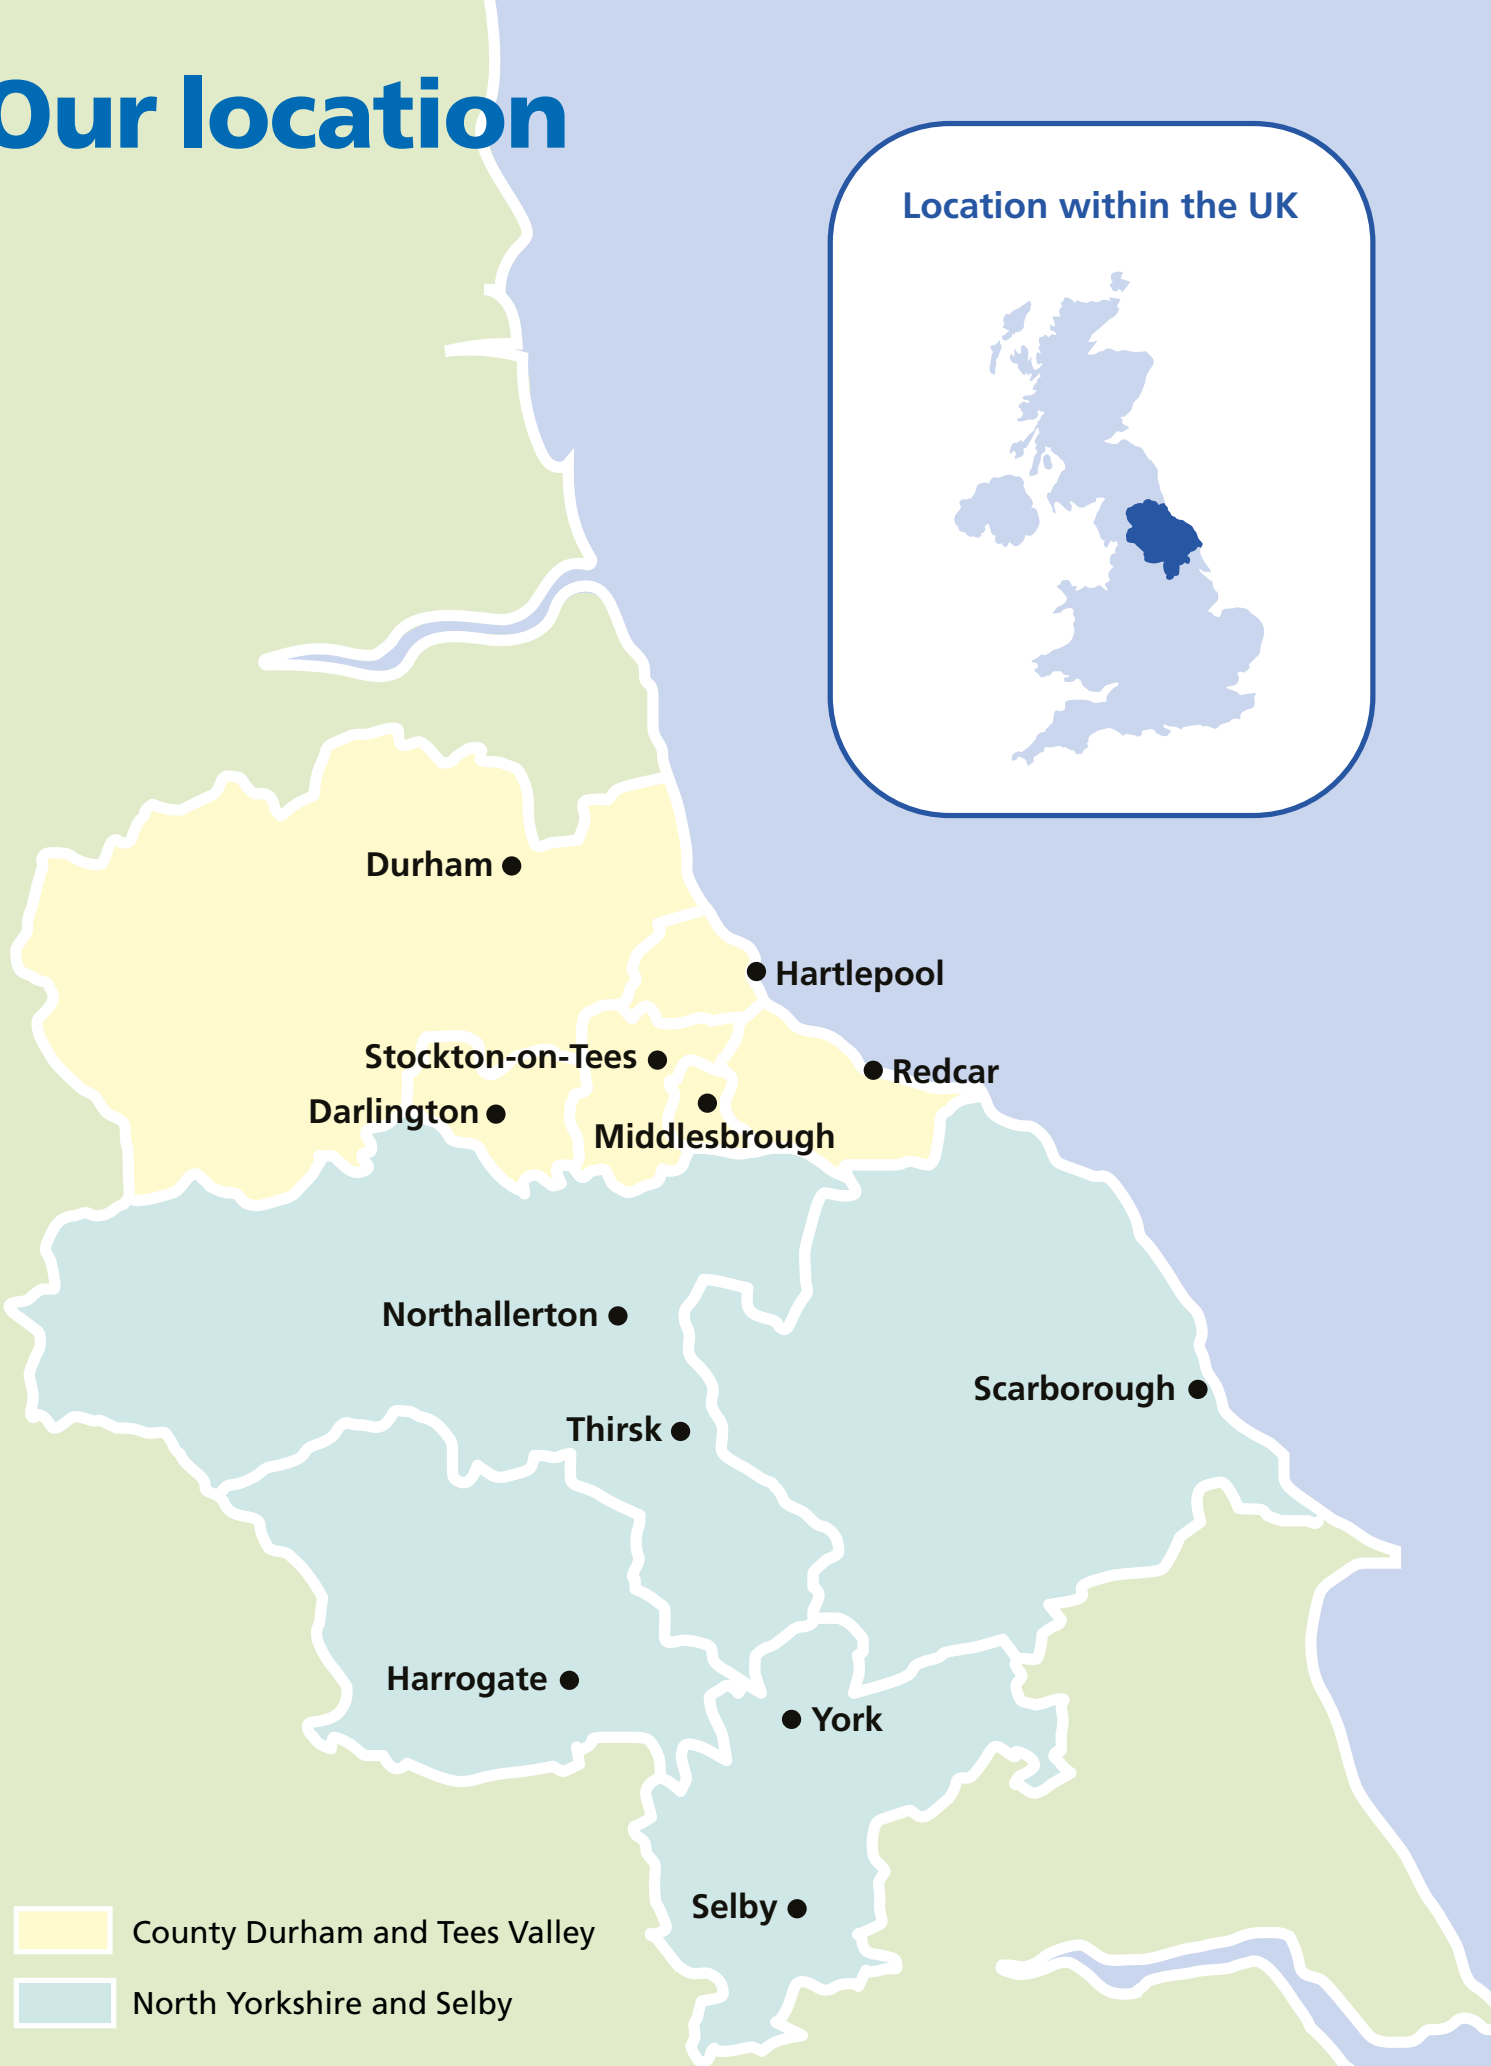 Our location
Location within the UK
Durham
Hartlepool
Stockton-on-Tees
Redcar
Darlington
Middlesbrough
Northallerton
Scarborough
Thirsk
Harrogate
York
Selby
County Durham and Tees Valley
North Yorkshire and Selby